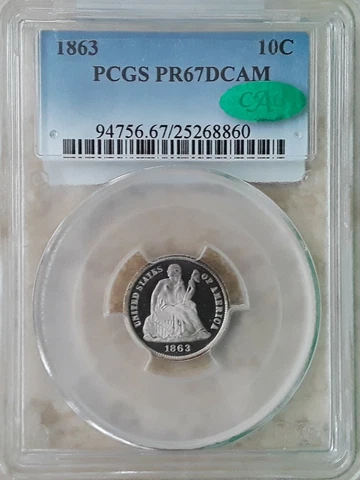 1863 10C
PCGS PR67DCAM
CAC
94756.67/25268860
UNITED STATES OF AMERICA
1863